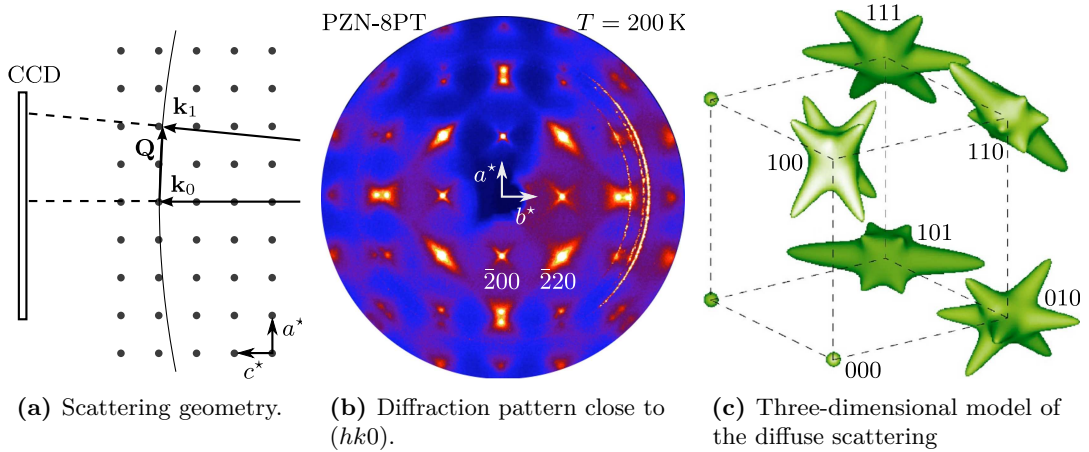 CCD
k₁
Q
k₀
a*
c*
(a) Scattering geometry.
PZN-8PT
T = 200 K
a*
b*
2̄00
2̄20
(b) Diffraction pattern close to
(hk0).
111
100
110
101
010
000
(c) Three-dimensional model of
the diffuse scattering